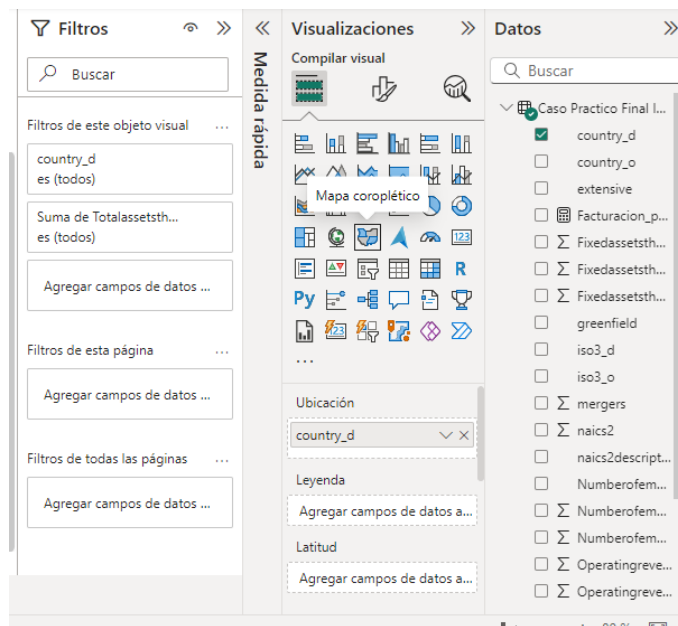 Filtros
Buscar
Filtros de este objeto visual
...
country_d
es (todos)
Suma de Totalassetsth...
es (todos)
Agregar campos de datos ...
Filtros de esta página
...
Agregar campos de datos ...
Filtros de todas las páginas
...
Agregar campos de datos ...
Medida rápida
Visualizaciones
Compilar visual
Mapa coroplético
123
R
Py
123
...
Ubicación
country_d
Leyenda
Agregar campos de datos a...
Latitud
Agregar campos de datos a...
Datos
Buscar
Caso Practico Final I...
country_d
country_o
extensive
Facturacion_p...
Σ Fixedassetsth...
Σ Fixedassetsth...
Σ Fixedassetsth...
greenfield
iso3_d
iso3_o
Σ mergers
Σ naics2
naics2descript...
Numberofem...
Σ Numberofem...
Σ Numberofem...
Σ Operatingreve...
Σ Operatingreve...